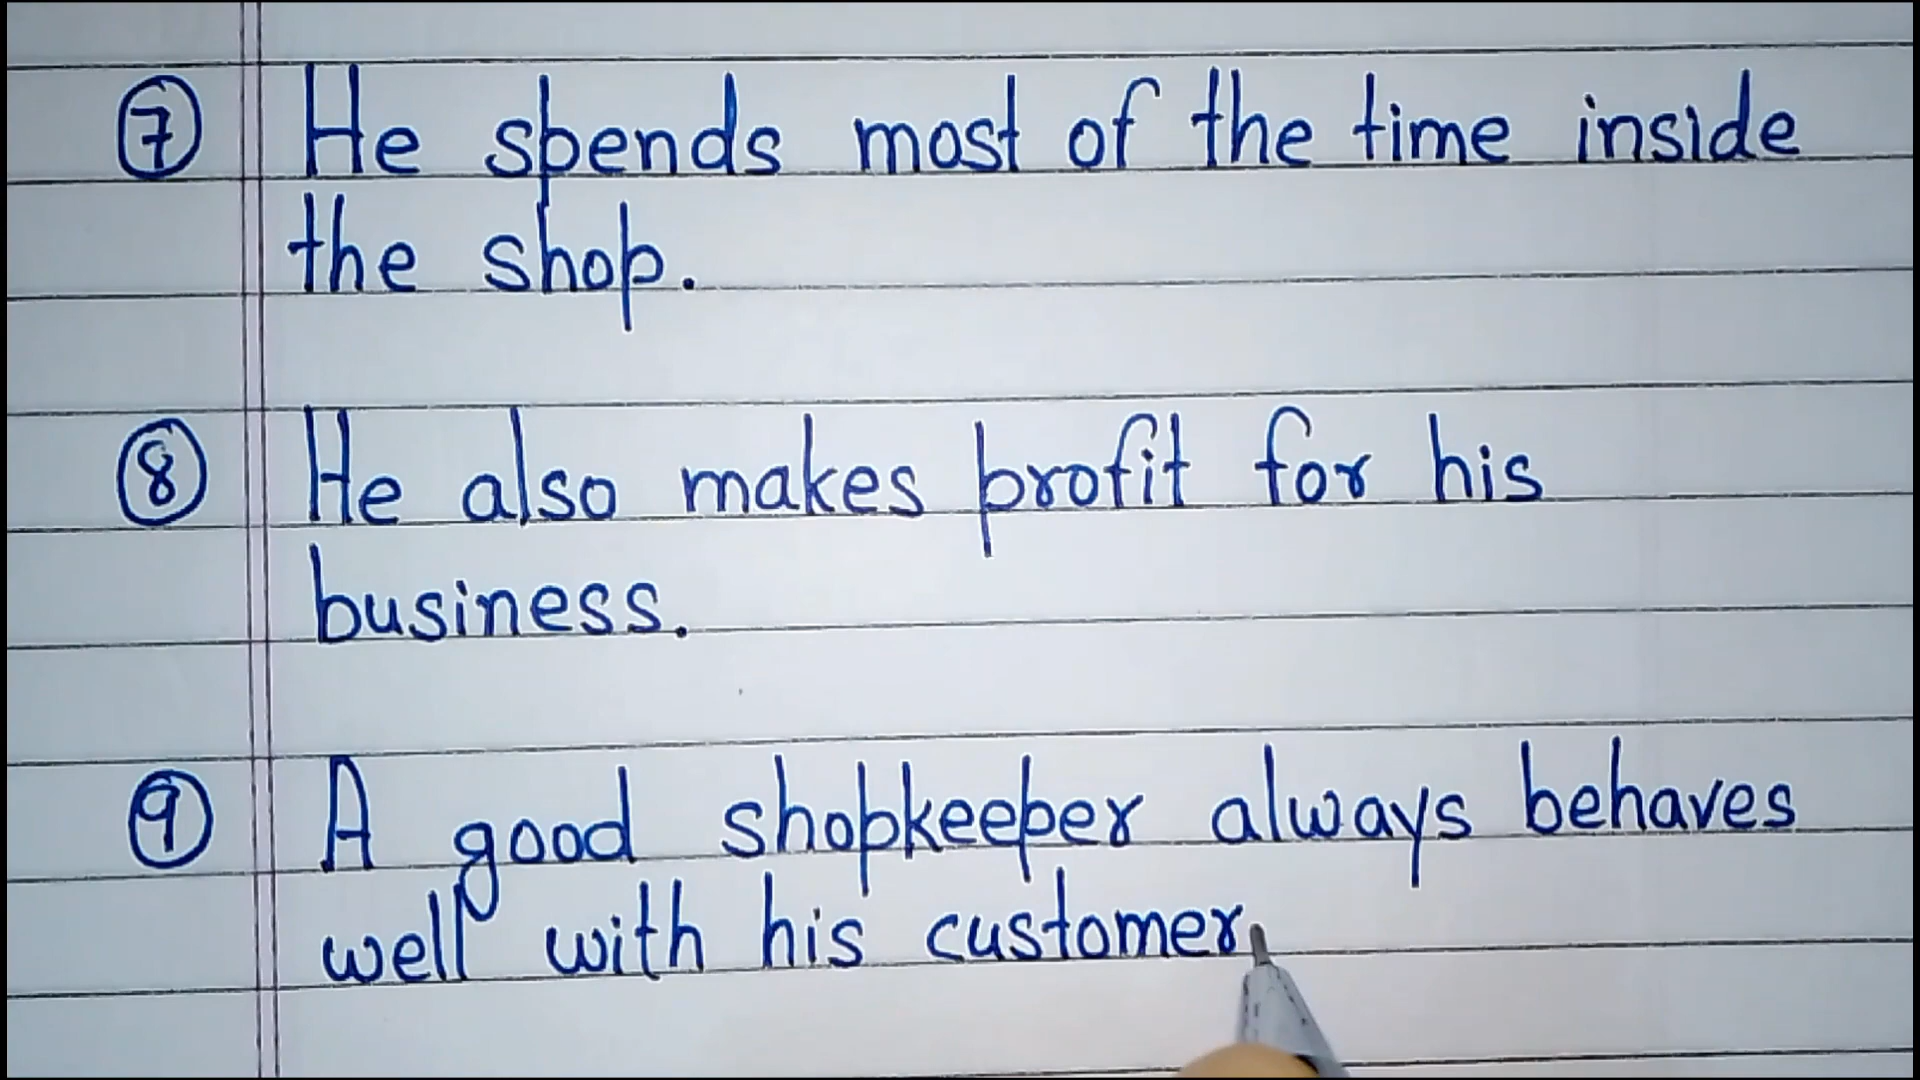 7 He spends most of the time inside
the shop.
8 He also makes profit for his
business.
9 A good shopkeeper always behaves
well with his customer